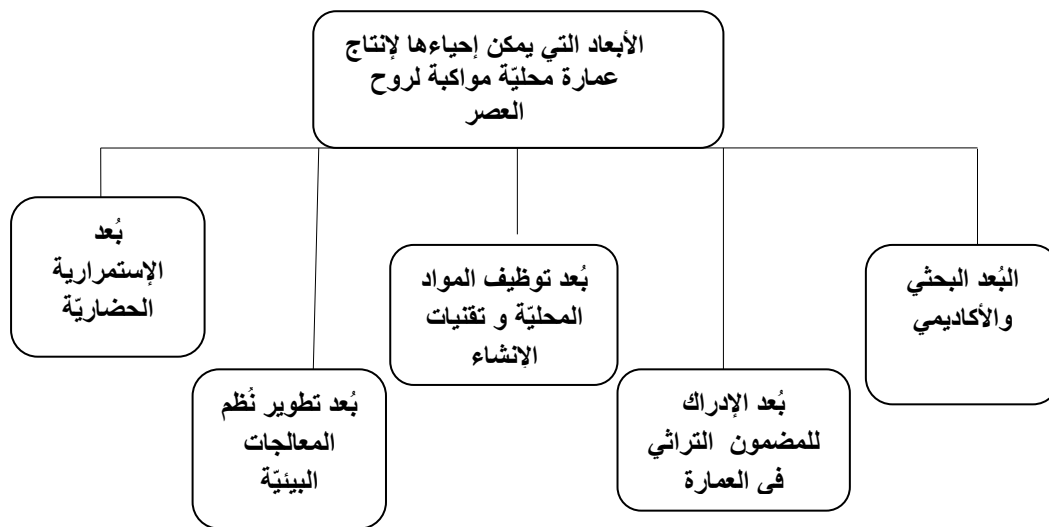 الأبعاد التي يمكن إحياءها لإنتاج
عمارة محليّة مواكبة لروح
العصر
البُعد البحثي
والأكاديمي
بُعد الإدراك
للمضمون التراثي
في العمارة
بُعد توظيف المواد
المحليّة و تقنيات
الإنشاء
بُعد تطوير نُظم
المعالجات
البيئيّة
بُعد
الإستمرارية
الحضاريّة